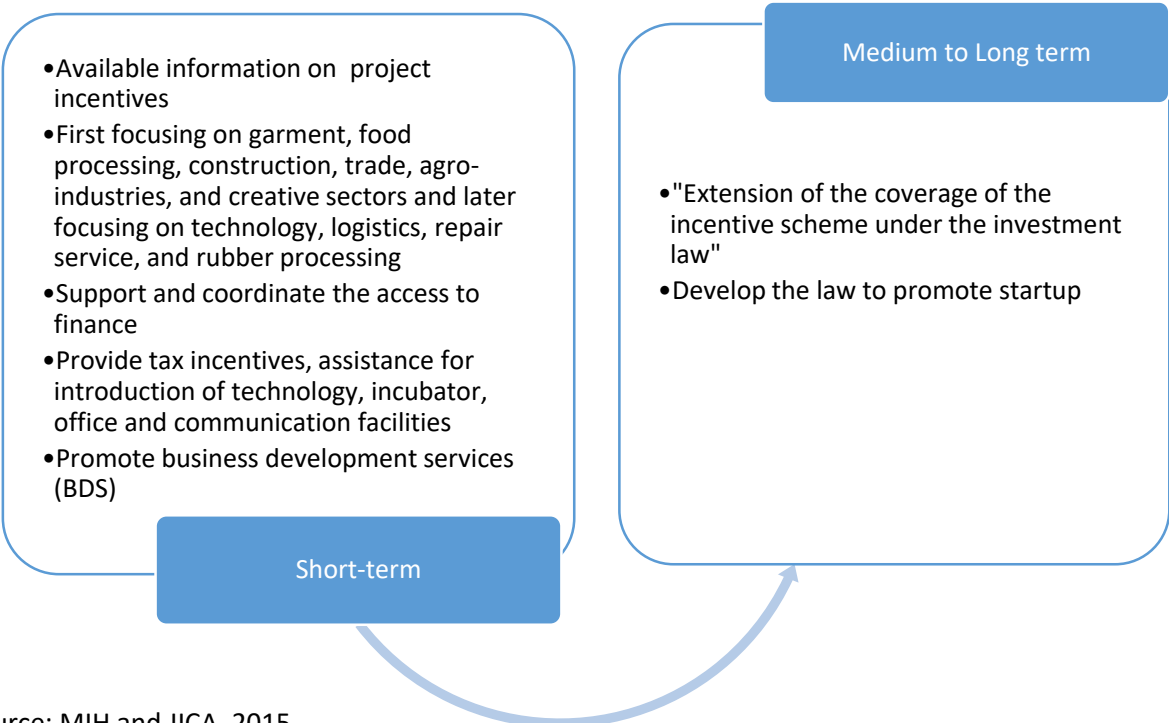 •Available information on project
incentives
•First focusing on garment, food
processing, construction, trade, agro-
industries, and creative sectors and later
focusing on technology, logistics, repair
service, and rubber processing
•Support and coordinate the access to
finance
•Provide tax incentives, assistance for
introduction of technology, incubator,
office and communication facilities
•Promote business development services
(BDS)
Short-term
Medium to Long term
•"Extension of the coverage of the
incentive scheme under the investment
law"
•Develop the law to promote startup
urce: MIH and JICA, 2015